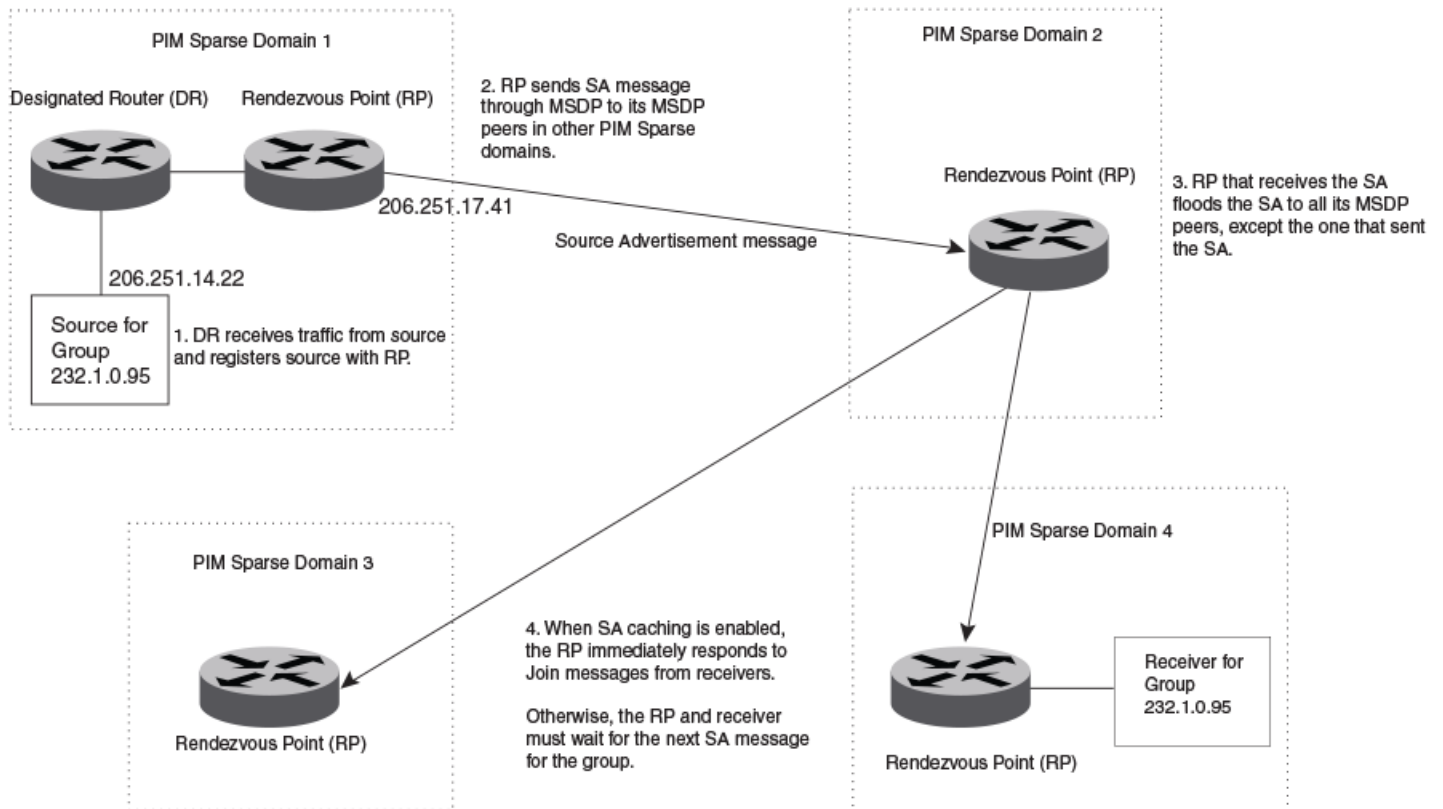 PIM Sparse Domain 1
Designated Router (DR)
Rendezvous Point (RP)
206.251.17.41
206.251.14.22
Source for
Group
232.1.0.95
1. DR receives traffic from source
and registers source with RP.
2. RP sends SA message
through MSDP to its MSDP
peers in other PIM Sparse
domains.
Source Advertisement message
PIM Sparse Domain 2
Rendezvous Point (RP)
3. RP that receives the SA
floods the SA to all its MSDP
peers, except the one that sent
the SA.
PIM Sparse Domain 3
Rendezvous Point (RP)
4. When SA caching is enabled,
the RP immediately responds to
Join messages from receivers.
Otherwise, the RP and receiver
must wait for the next SA message
for the group.
PIM Sparse Domain 4
Rendezvous Point (RP)
Receiver for
Group
232.1.0.95